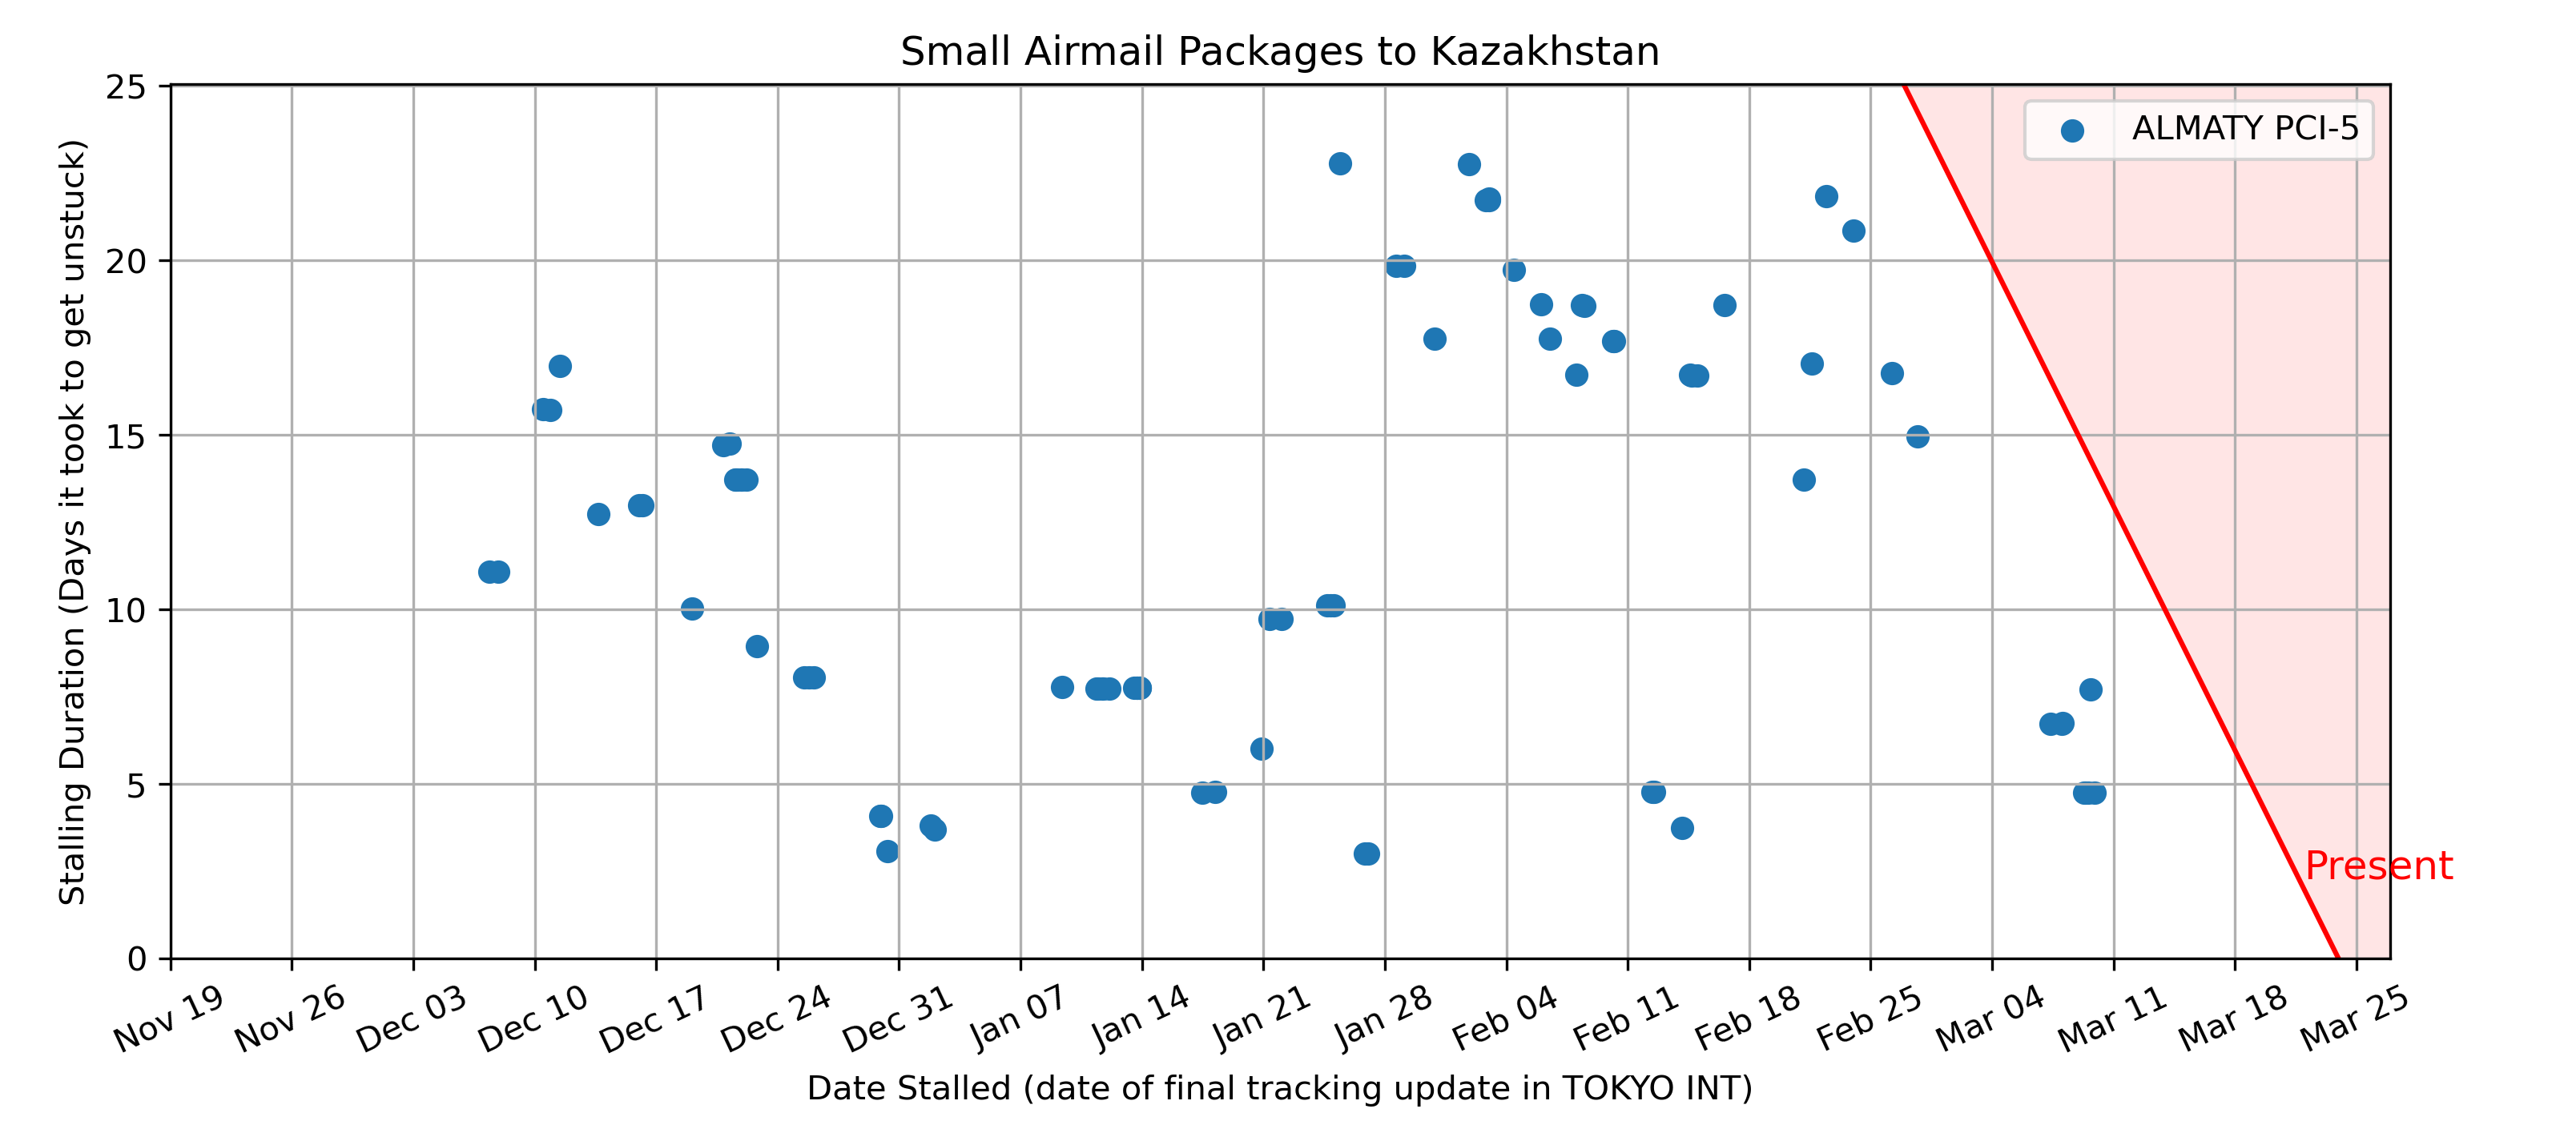 Small Airmail Packages to Kazakhstan
ALMATY PCI-5
Stalling Duration (Days it took to get unstuck)
25
20
15
10
5
0
Present
Nov 19
Nov 26
Dec 03
Dec 10
Dec 17
Dec 24
Dec 31
Jan 07
Jan 14
Jan 21
Jan 28
Feb 04
Feb 11
Feb 18
Feb 25
Mar 04
Mar 11
Mar 18
Mar 25
Date Stalled (date of final tracking update in TOKYO INT)